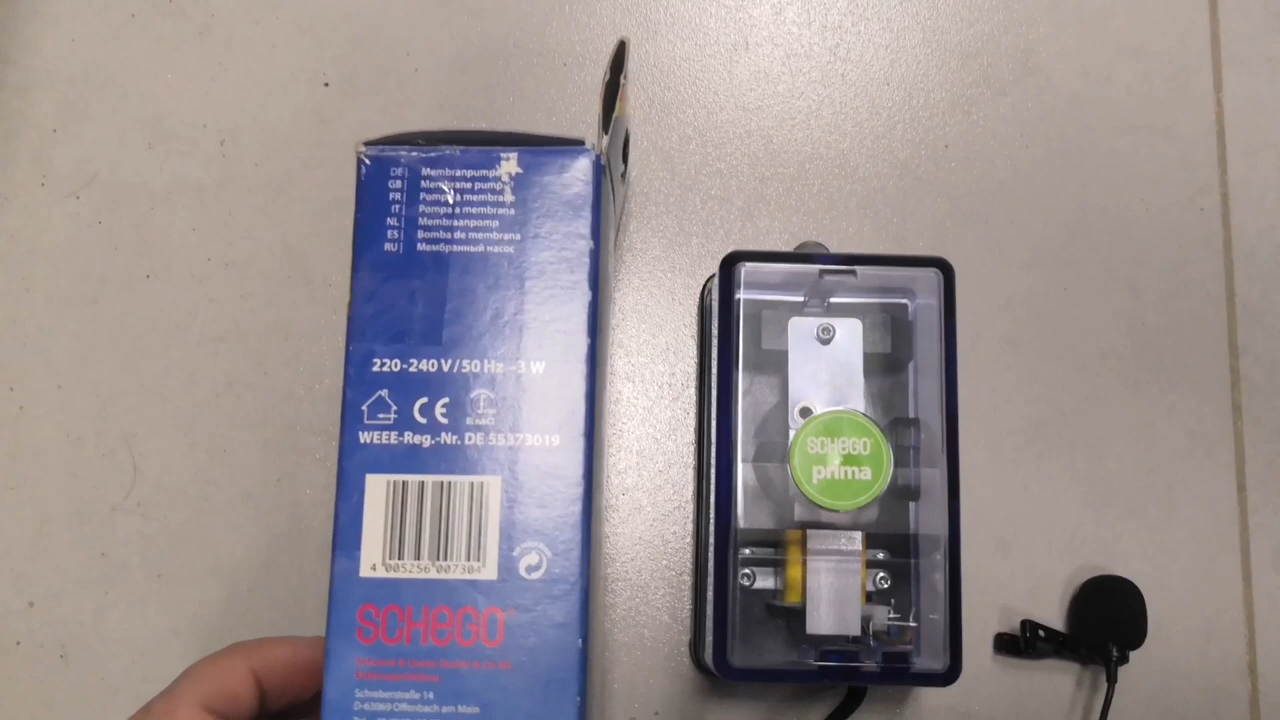 DE| Membranpumpe
GB| Membrane pump
FR| Pompe à membrane
IT| Pompa a membrana
NL| Membraanpomp
ES| Bomba de membrana
RU| Мембранный насос
220-240 V/50 Hz ~3 W
CE
EMC
WEEE-Reg.-Nr. DE 55373019
4 005256 007304
SCHEGO
Schreberstraße 14
D-63069 Offenbach am Main
SCHEGO
prima